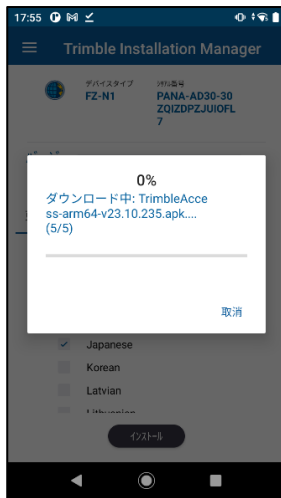 17:55
Trimble Installation Manager
デバイスタイプ
FZ-N1
シリアル番号
PANA-AD30-30
ZQIZDPZJUIOFL
7
0%
ダウンロード中: TrimbleAcce
ss-arm64-v23.10.235.apk....
(5/5)
取消
Japanese
Korean
Latvian
Lithuanian
インストール